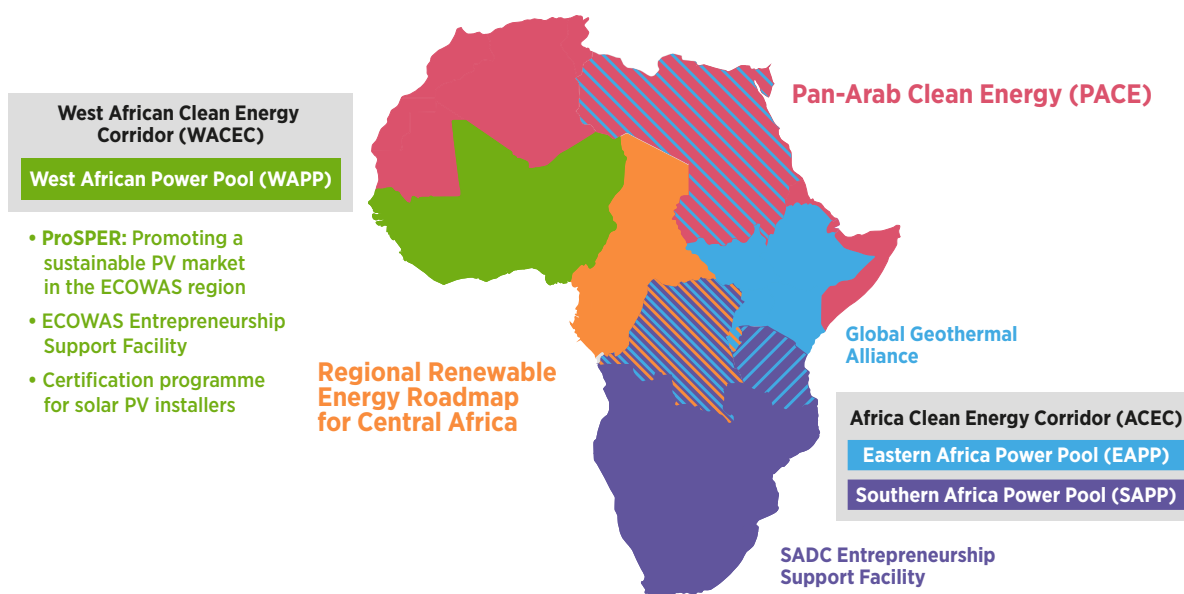 West African Clean Energy
Corridor (WACEC)
West African Power Pool (WAPP)
• ProSPER: Promoting a
sustainable PV market
in the ECOWAS region
• ECOWAS Entrepreneurship
Support Facility
• Certification programme
for solar PV installers
Regional Renewable
Energy Roadmap
for Central Africa
Pan-Arab Clean Energy (PACE)
Global Geothermal
Alliance
Africa Clean Energy Corridor (ACEC)
Eastern Africa Power Pool (EAPP)
Southern Africa Power Pool (SAPP)
SADC Entrepreneurship
Support Facility